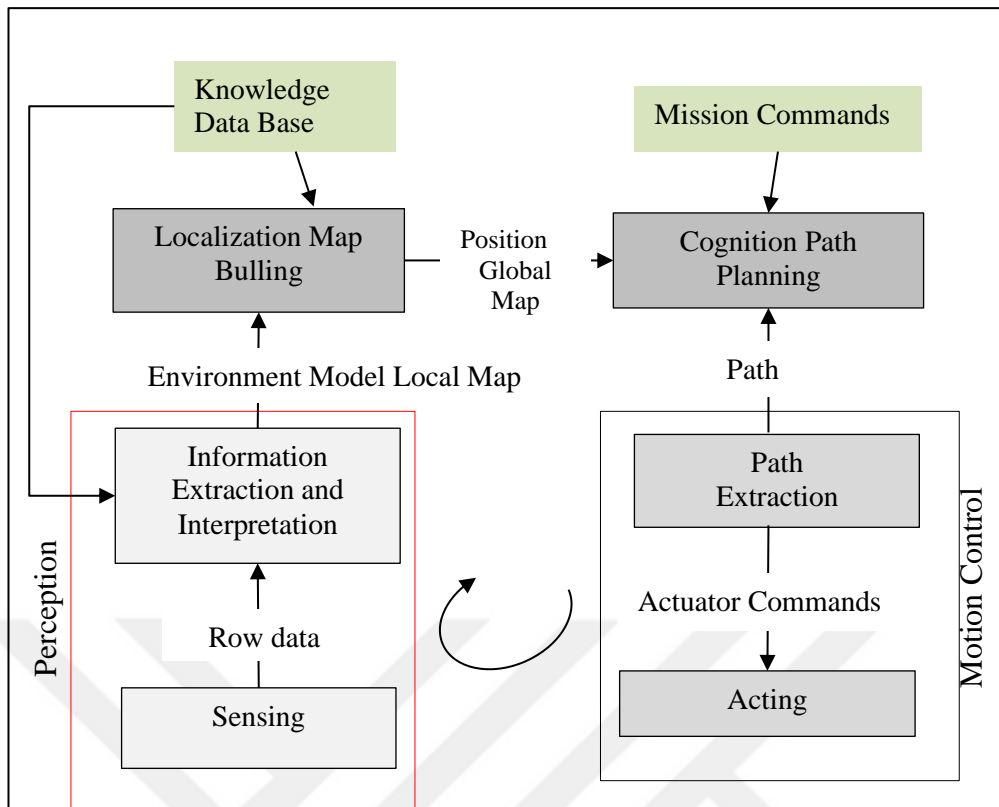 Knowledge
Data Base
Mission Commands
Localization Map
Bulling
Position
Global
Map
Cognition Path
Planning
Environment Model Local Map
Path
Information
Extraction and
Interpretation
Path
Extraction
Perception
Row data
Actuator Commands
Motion Control
Sensing
Acting